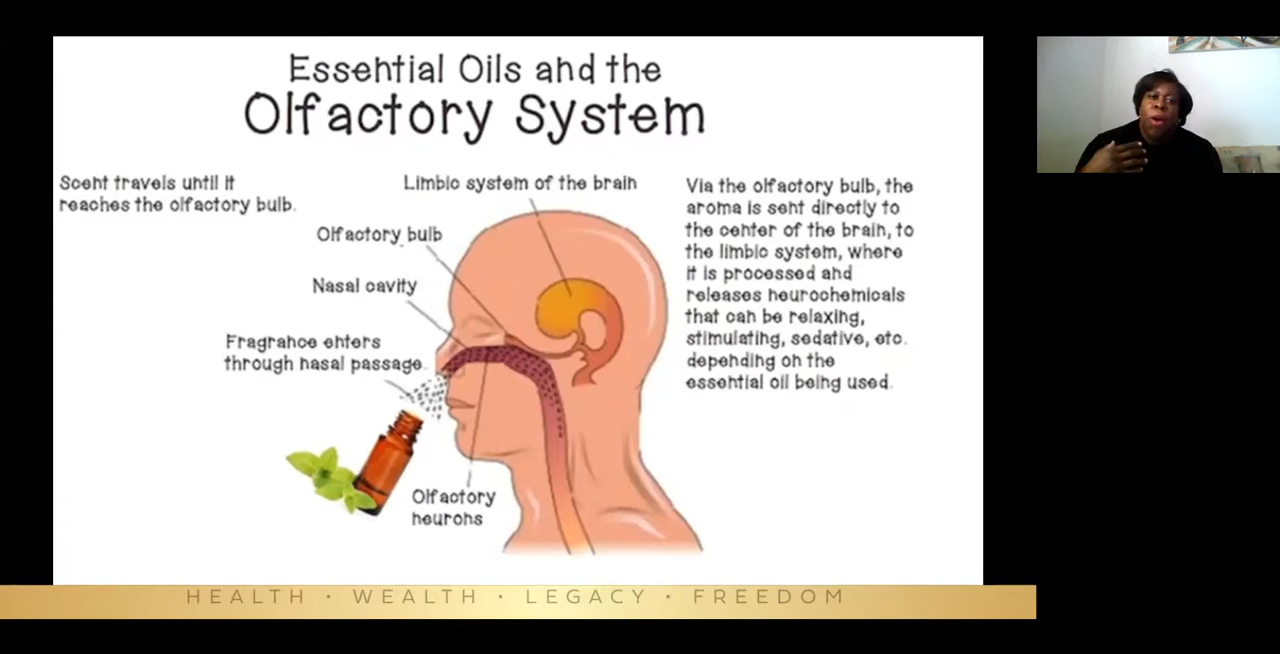 Essential Oils and the
Olfactory System
Scent travels until it
reaches the olfactory bulb.
Limbic system of the brain
Olfactory bulb
Nasal cavity
Fragrance enters
through nasal passage.
Olfactory
neurons
Via the olfactory bulb, the
aroma is sent directly to
the center of the brain, to
the limbic system, where
it is processed and
releases neurochemicals
that can be relaxing,
stimulating, sedative, etc.
depending on the
essential oil being used.
HEALTH • WEALTH • LEGACY • FREEDOM